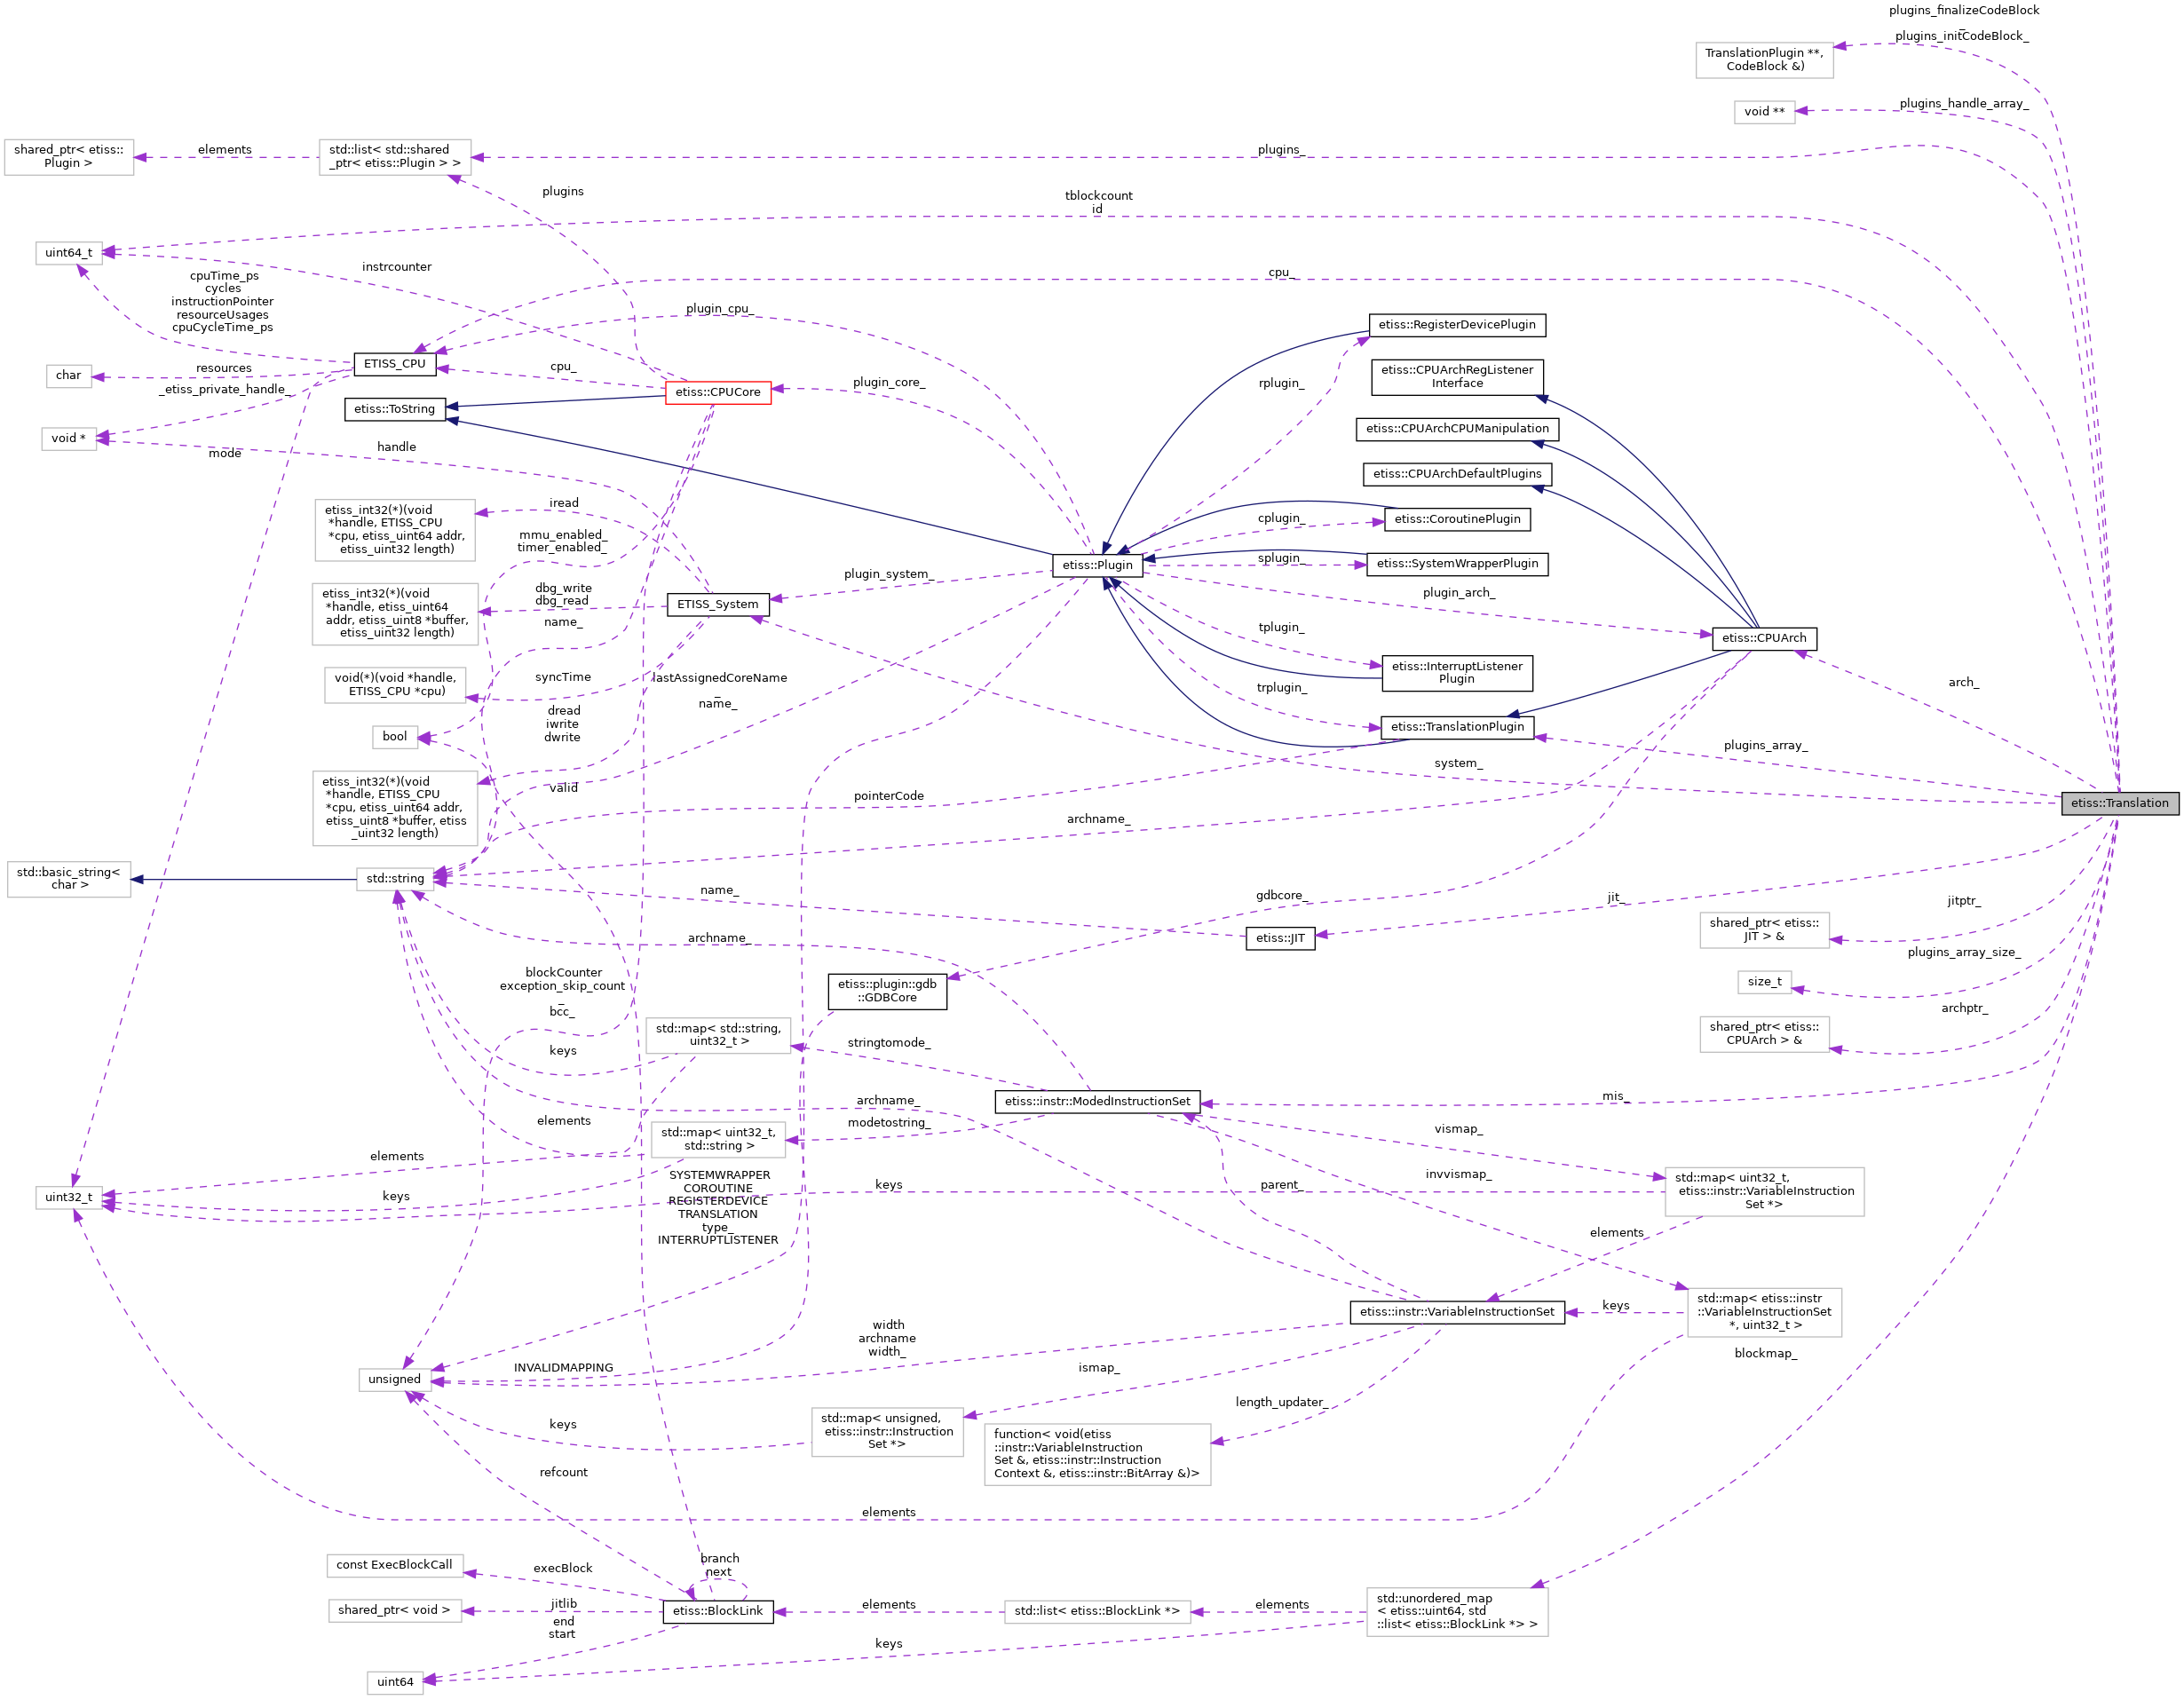 plugins_finalizeCodeBlock
_
plugins_initCodeBlock_
TranslationPlugin **,
CodeBlock &)
plugins_handle_array_
void **
shared_ptr< etiss::
Plugin >
elements
std::list< std::shared
_ptr< etiss::Plugin > >
plugins_
plugins
tblockcount
id
uint64_t
instrcounter
cpuTime_ps
cycles
instructionPointer
resourceUsages
cpuCycleTime_ps
cpu_
plugin_cpu_
etiss::RegisterDevicePlugin
ETISS_CPU
char
resources
_etiss_private_handle_
cpu_
etiss::CPUCore
plugin_core_
rplugin_
etiss::CPUArchRegListener
Interface
etiss::ToString
void *
handle
mode
etiss::CPUArchCPUManipulation
etiss::CPUArchDefaultPlugins
etiss_int32(*)(void
*handle, ETISS_CPU
*cpu, etiss_uint64 addr,
etiss_uint32 length)
iread
mmu_enabled_
timer_enabled_
cplugin_
etiss::CoroutinePlugin
etiss::Plugin
splugin_
etiss::SystemWrapperPlugin
plugin_system_
plugin_arch_
etiss_int32(*)(void
*handle, etiss_uint64
addr, etiss_uint8 *buffer,
etiss_uint32 length)
dbg_write
dbg_read
name_
ETISS_System
tplugin_
etiss::CPUArch
void(*)(void *handle,
ETISS_CPU *cpu)
syncTime
lastAssignedCoreName
_
name_
etiss::InterruptListener
Plugin
trplugin_
arch_
bool
dread
iwrite
dwrite
etiss::TranslationPlugin
plugins_array_
system_
etiss_int32(*)(void
*handle, ETISS_CPU
*cpu, etiss_uint64 addr,
etiss_uint8 *buffer, etiss
_uint32 length)
valid
pointerCode
etiss::Translation
archname_
std::basic_string<
char >
std::string
name_
gdbcore_
jit_
jitptr_
archname_
etiss::JIT
shared_ptr< etiss::
JIT > &
plugins_array_size_
blockCounter
exception_skip_count
_
bcc_
etiss::plugin::gdb
::GDBCore
size_t
archptr_
std::map< std::string,
uint32_t >
keys
stringtomode_
shared_ptr< etiss::
CPUArch > &
archname_
etiss::instr::ModedInstructionSet
mis_
elements
std::map< uint32_t,
std::string >
modetostring_
vismap_
elements
uint32_t
keys
SYSTEMWRAPPER
COROUTINE
REGISTERDEVICE
TRANSLATION
type_
INTERRUPTLISTENER
keys
parent_
invvismap_
std::map< uint32_t,
etiss::instr::VariableInstruction
Set *>
elements
width
archname
width_
etiss::instr::VariableInstructionSet
keys
std::map< etiss::instr
::VariableInstructionSet
*, uint32_t >
blockmap_
unsigned
INVALIDMAPPING
ismap_
length_updater_
keys
std::map< unsigned,
etiss::instr::Instruction
Set *>
function< void(etiss
::instr::VariableInstruction
Set &, etiss::instr::Instruction
Context &, etiss::instr::BitArray &)>
refcount
elements
const ExecBlockCall
execBlock
branch
next
shared_ptr< void >
jitlib
etiss::BlockLink
elements
std::list< etiss::BlockLink *>
elements
std::unordered_map
< etiss::uint64, std
::list< etiss::BlockLink *> >
end
start
keys
uint64